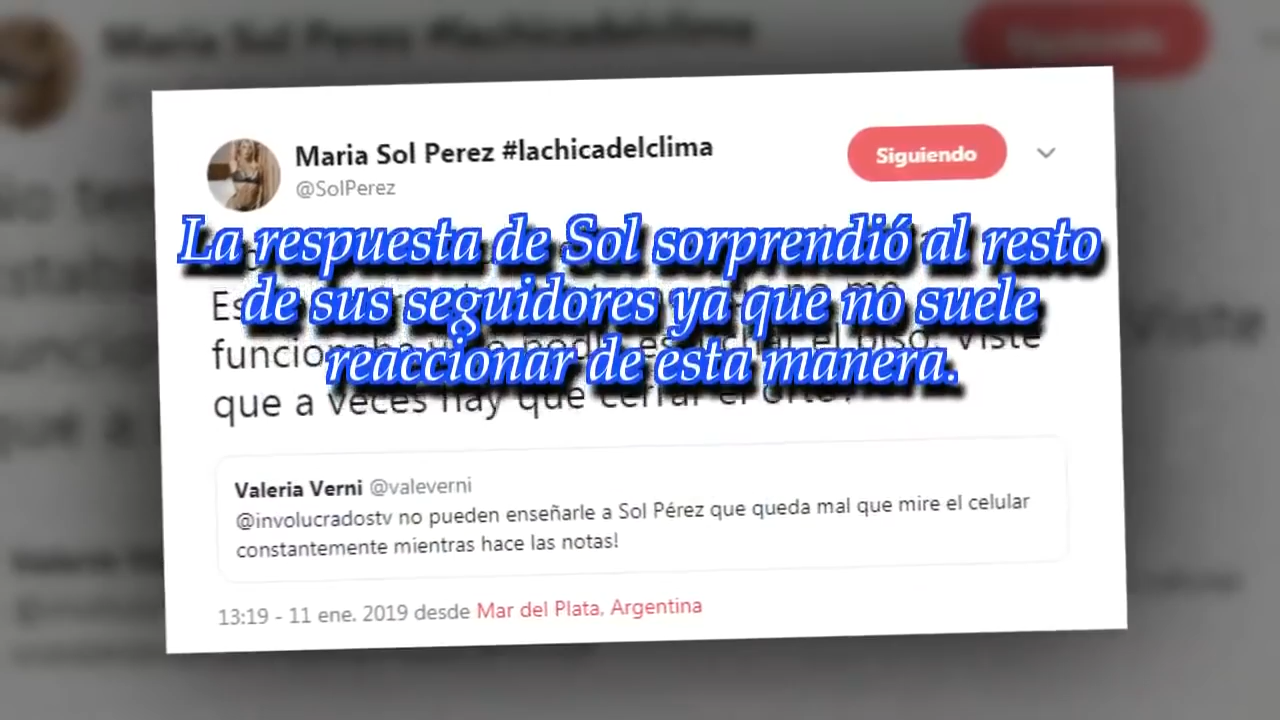 Maria Sol Perez #lachicadelclima
@SolPerez
Siguiendo
La respuesta de Sol sorprendió al resto
de sus seguidores ya que no suele
reaccionar de esta manera.
que a veces hay que cerrar el orto?
Valeria Verni @valeverni
@involucradostv no pueden enseñarle a Sol Pérez que queda mal que mire el celular
constantemente mientras hace las notas!
13:19 - 11 ene. 2019 desde Mar del Plata, Argentina